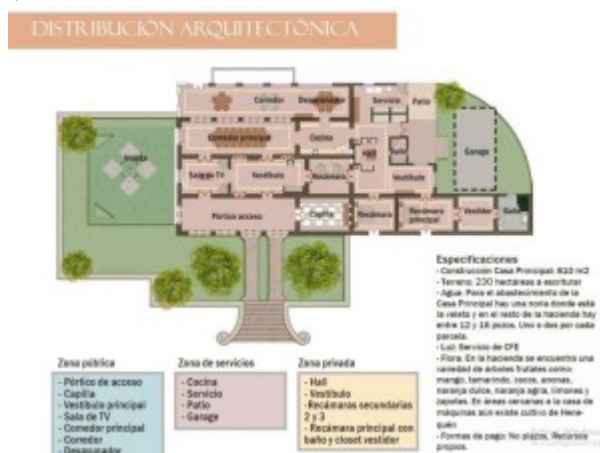 DISTRIBUCIÓN ARQUITECTÓNICA
Comedor
Desayunador
Servicio
Patio
Comedor principal
Cocina
Hall
Garage
Sala de TV
Vestíbulo
Recámara
Vestíbulo
Pórtico acceso
Capilla
Recámara
Recámara
principal
Vestidor
Baño
Especificaciones
- Construcción Casa Principal: 810 m2
- Terreno: 230 hectáreas a escriturar
- Agua: Para el abastecimiento de la
Casa Principal hay una noria donde está
la veleta y en el resto de la hacienda hay
entre 12 y 16 pozos. Uno o dos por cada
parcela.
- Luz: Servicio de CFE
- Flora: En la hacienda se encuentra una
variedad de árboles frutales como:
mango, tamarindo, cocos, anonas,
naranja dulce, naranja agria, limones y
zapotes. En áreas cercanas a la casa de
máquinas aún existe cultivo de Hene-
quén
- Formas de pago: No plazos, Recursos
propios.
Zona pública
- Pórtico de acceso
- Capilla
- Vestíbulo principal
- Sala de TV
- Comedor principal
- Corredor
- Desayunador
Zona de servicios
- Cocina
- Servicio
- Patio
- Garage
Zona privada
- Hall
- Vestíbulo
- Recámaras secundarias
2 y 3
- Recámara principal con
baño y closet vestidor